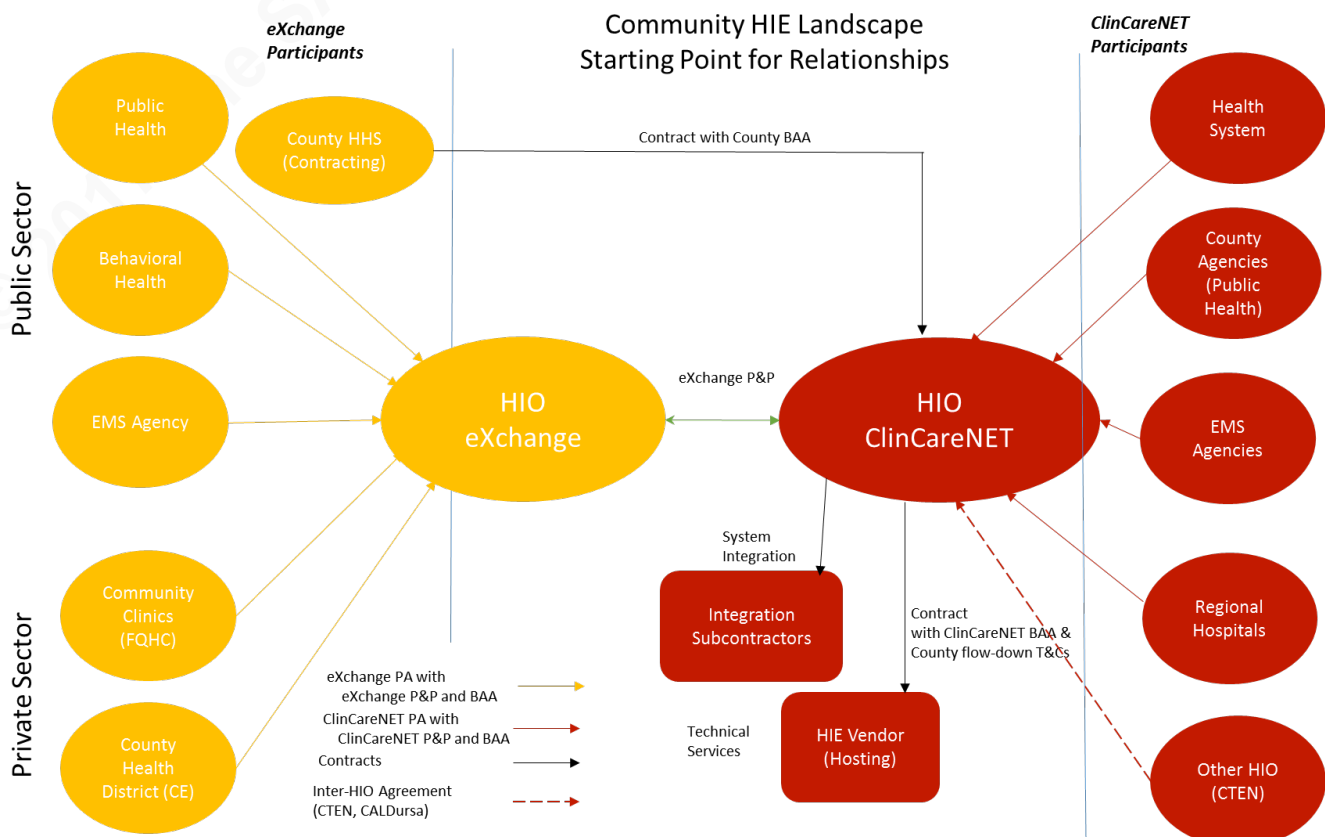 Community HIE Landscape
Starting Point for Relationships
eXchange
Participants
ClinCareNET
Participants
Public Sector
Private Sector
Public
Health
County HHS
(Contracting)
Behavioral
Health
EMS Agency
Community
Clinics
(FQHC)
County
Health
District (CE)
Contract with County BAA
HIO
eXchange
eXchange P&P
HIO
ClinCareNET
Health
System
County
Agencies
(Public
Health)
EMS
Agencies
Regional
Hospitals
Other HIO
(CTEN)
System
Integration
Integration
Subcontractors
Contract
with ClinCareNET BAA &
County flow-down T&Cs
Technical
Services
HIE Vendor
(Hosting)
eXchange PA with
eXchange P&P and BAA
ClinCareNET PA with
ClinCareNET P&P and BAA
Contracts
Inter-HIO Agreement
(CTEN, CALDursa)